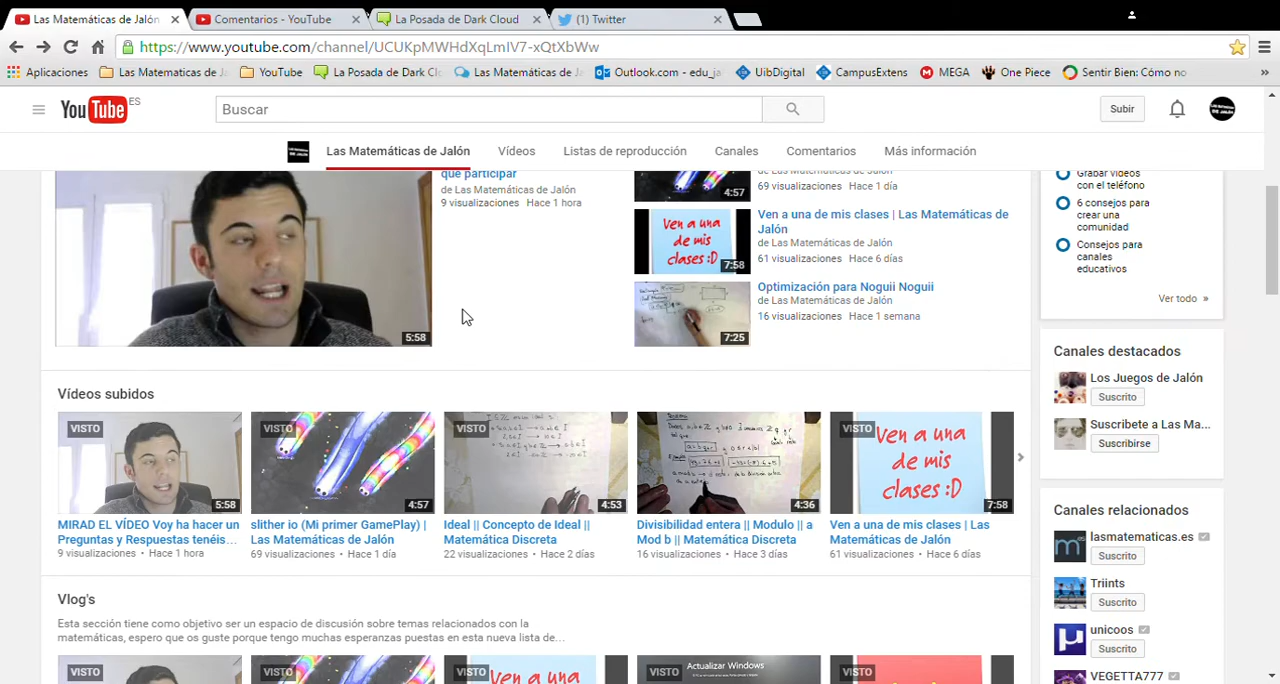 Las Matemáticas de Jalón
Comentarios - YouTube
La Posada de Dark Cloud
(1) Twitter
https://www.youtube.com/channel/UCUKpMWHdXqLmIV7-xQtXbWw
Aplicaciones
Las Matematicas de Ja
YouTube
La Posada de Dark Clo
Las Matemáticas de
Outlook.com - edu_ja
UibDigital
CampusExtens
MEGA
One Piece
Sentir Bien: Cómo no
»
YouTube ES
Buscar
Subir
Las Matemáticas de Jalón
Vídeos
Listas de reproducción
Canales
Comentarios
Más información
que participar
de Las Matemáticas de Jalón
9 visualizaciones • Hace 1 hora
5:58
de Las Matemáticas de Jalón
69 visualizaciones • Hace 1 día
4:57
Ven a una
de mis
clases :D
7:58
Ven a una de mis clases | Las Matemáticas de
Jalón
de Las Matemáticas de Jalón
61 visualizaciones • Hace 6 días
7:25
Optimización para Noguii Noguii
de Las Matemáticas de Jalón
16 visualizaciones • Hace 1 semana
Grabar vídeos
con el teléfono
6 consejos para
crear una
comunidad
Consejos para
canales
educativos
Ver todo »
Canales destacados
Los Juegos de Jalón
Suscrito
Suscribete a Las Ma...
Suscribirse
Canales relacionados
lasmatematicas.es
Suscrito
Triints
Suscrito
unicoos
Suscrito
VEGETTA777
Vídeos subidos
VISTO
5:58
MIRAD EL VÍDEO Voy ha hacer un
Preguntas y Respuestas tenéis...
9 visualizaciones • Hace 1 hora
VISTO
4:57
slither io (Mi primer GamePlay) |
Las Matemáticas de Jalón
69 visualizaciones • Hace 1 día
VISTO
4:53
Ideal || Concepto de Ideal ||
Matemática Discreta
22 visualizaciones • Hace 2 días
VISTO
4:36
Divisibilidad entera || Modulo || a
Mod b || Matemática Discreta
16 visualizaciones • Hace 3 días
VISTO
Ven a una
de mis
clases :D
7:58
Ven a una de mis clases | Las
Matemáticas de Jalón
61 visualizaciones • Hace 6 días
Vlog's
Esta sección tiene como objetivo ser un espacio de discusión sobre temas relacionados con la
matemáticas, espero que os guste porque tengo muchas esperanzas puestas en esta nueva lista de...
VISTO
VISTO
VISTO
Ven a una
VISTO
Actualizar Windows
VISTO